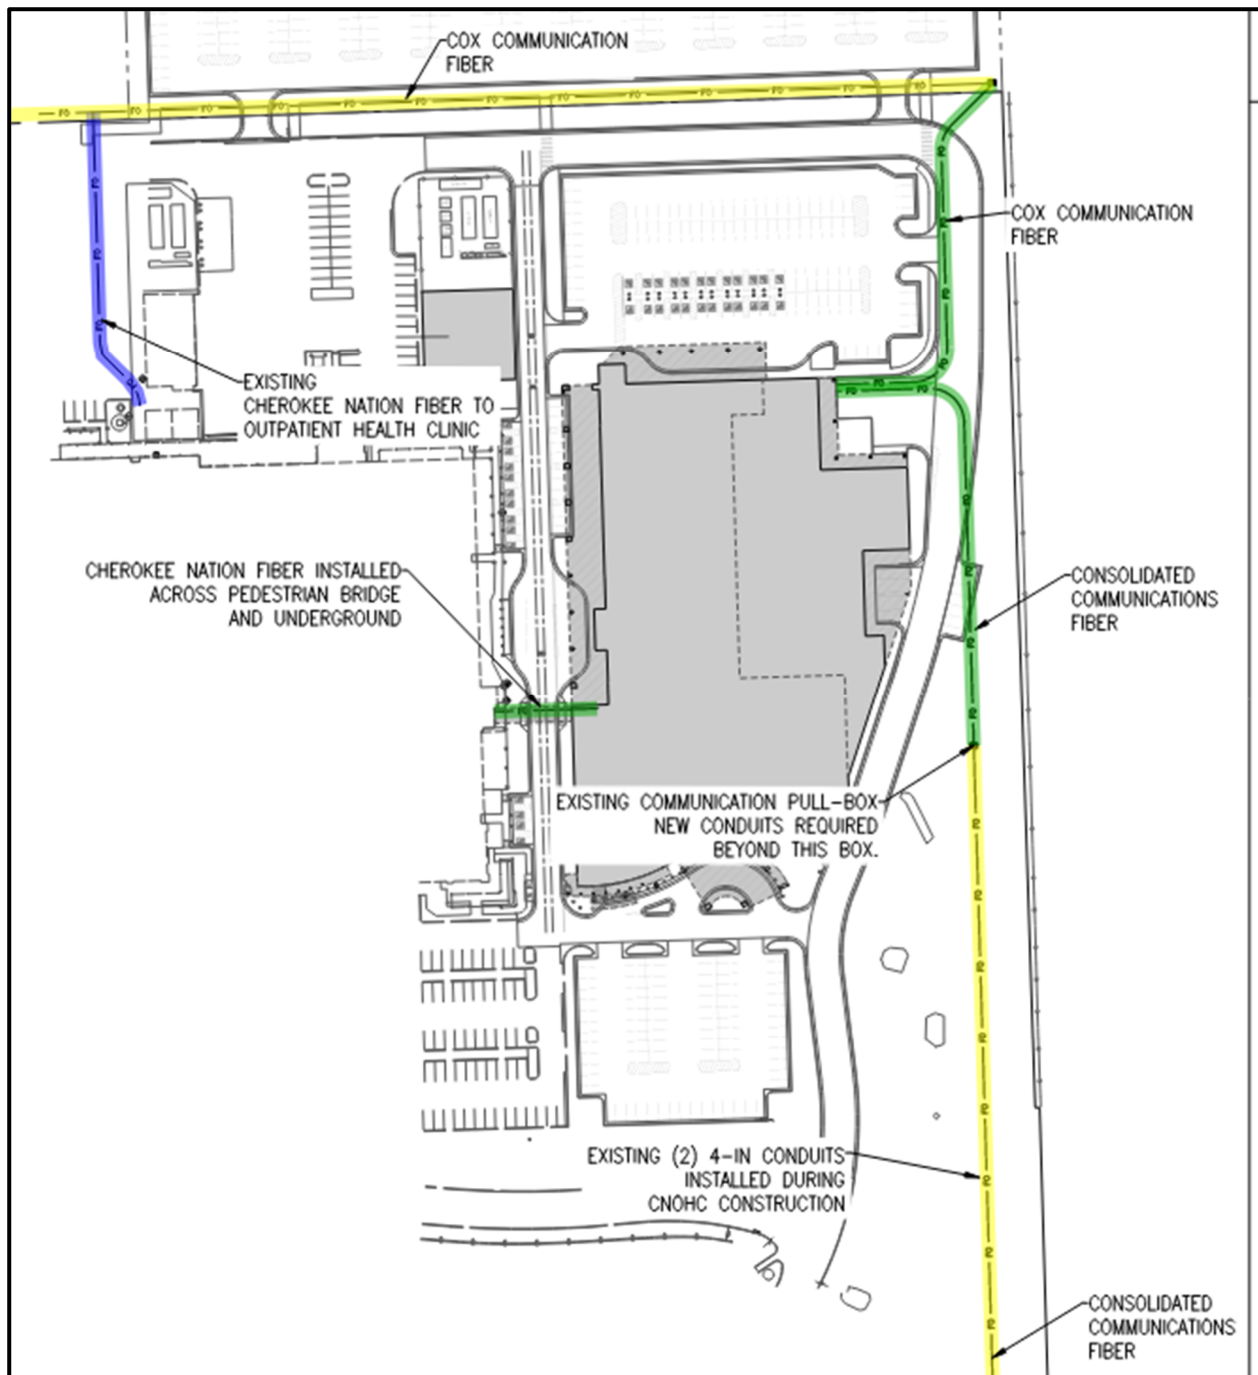 COX COMMUNICATION
FIBER
COX COMMUNICATION
FIBER
EXISTING
CHEROKEE NATION FIBER TO
OUTPATIENT HEALTH CLINIC
CHEROKEE NATION FIBER INSTALLED
ACROSS PEDESTRIAN BRIDGE
AND UNDERGROUND
CONSOLIDATED
COMMUNICATIONS
FIBER
EXISTING COMMUNICATION PULL-BOX
NEW CONDUITS REQUIRED
BEYOND THIS BOX.
EXISTING (2) 4-IN CONDUITS
INSTALLED DURING
CNOHC CONSTRUCTION
CONSOLIDATED
COMMUNICATIONS
FIBER